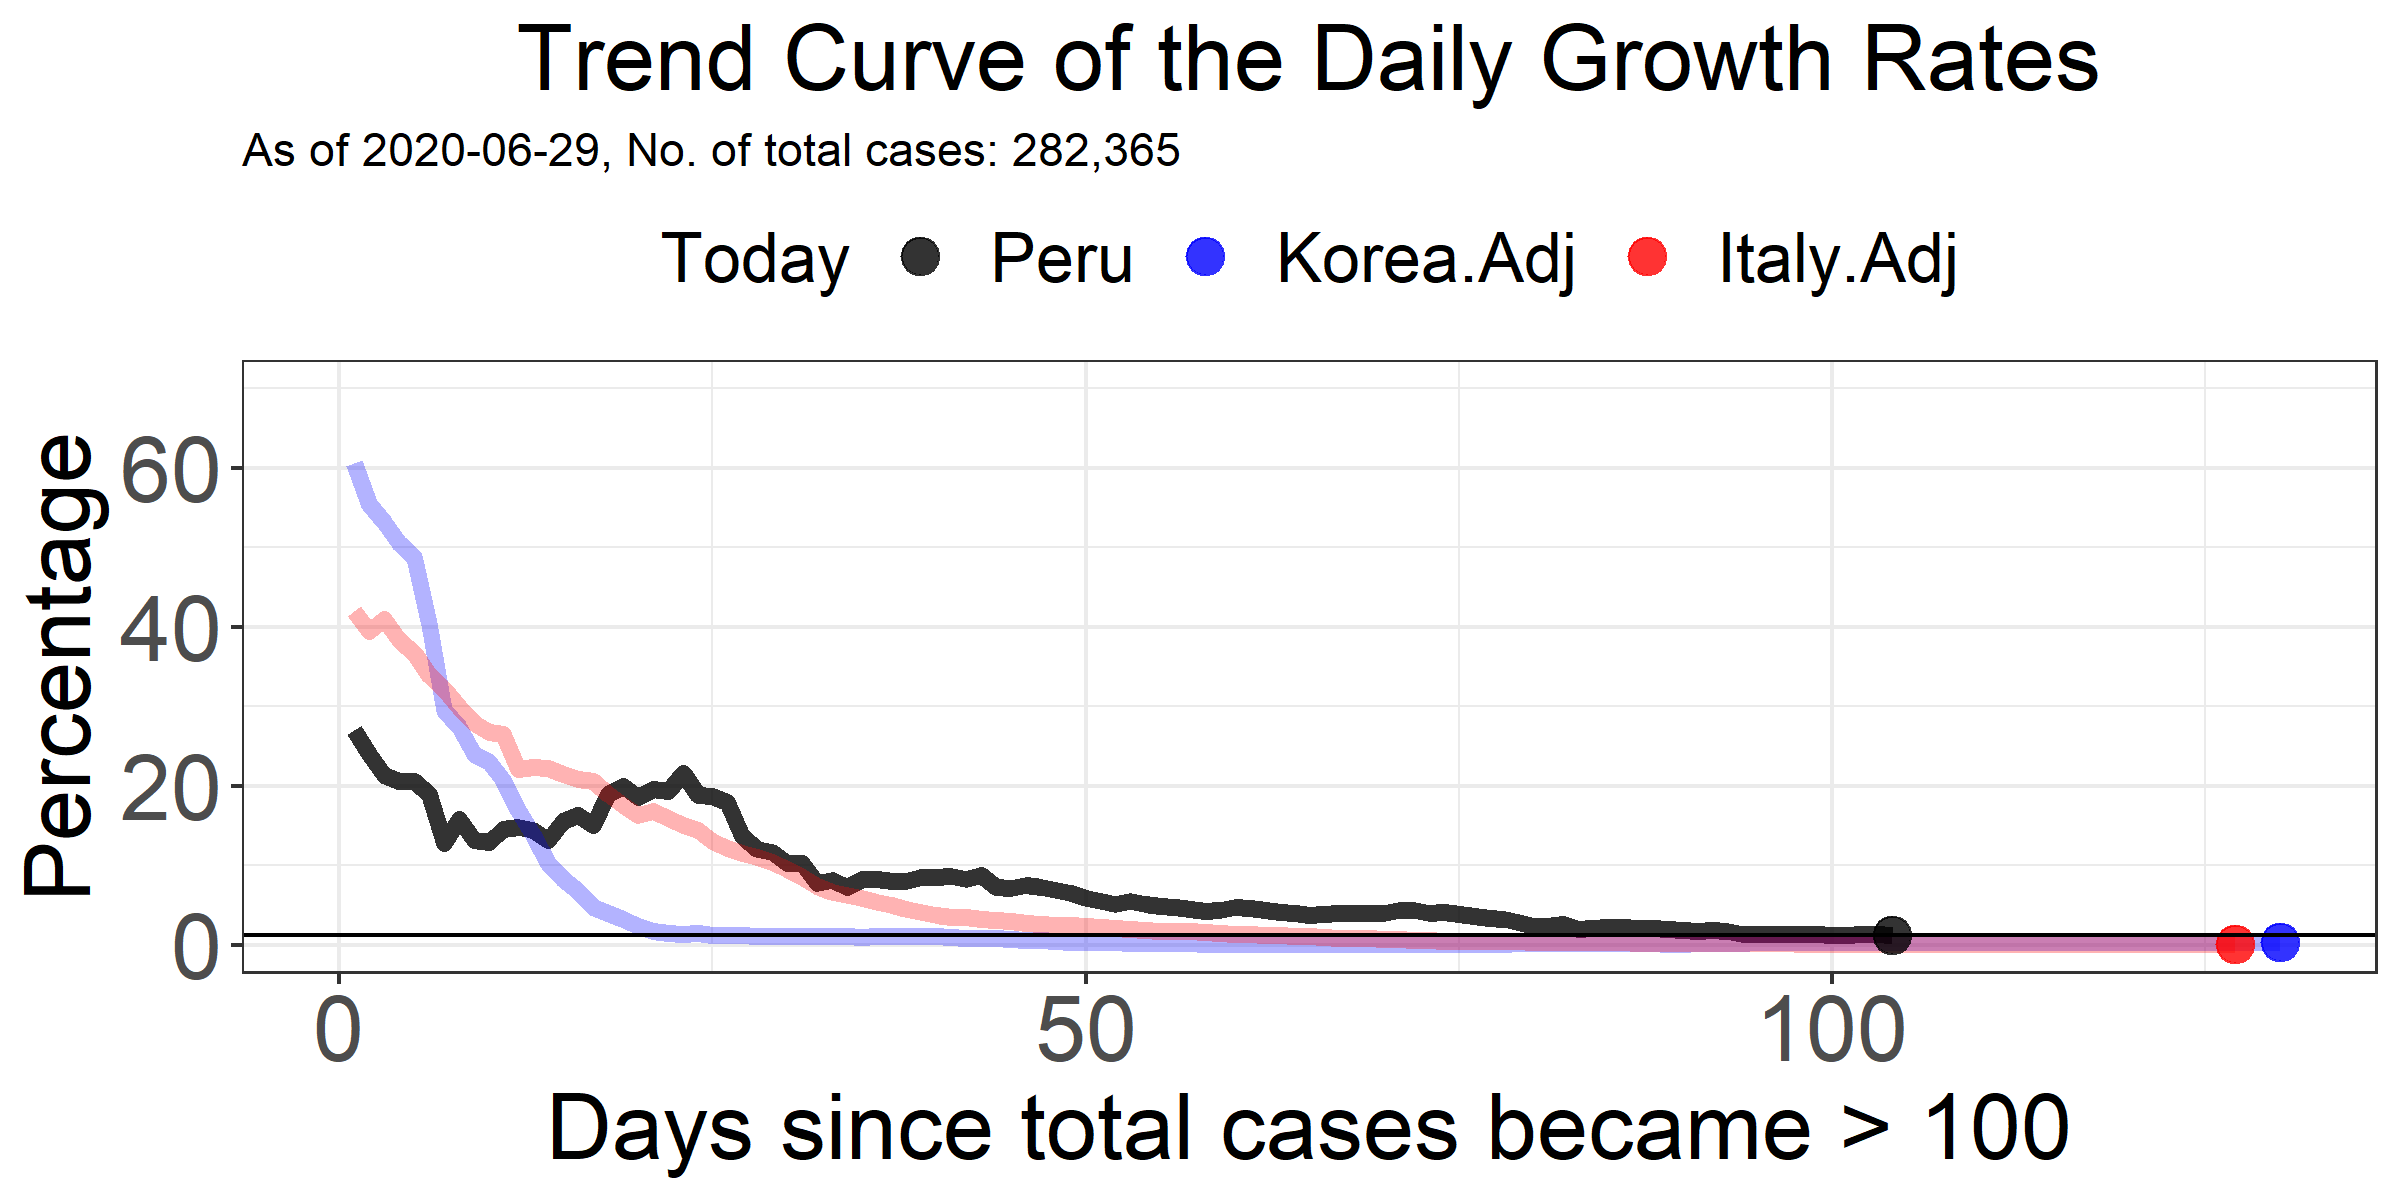 Trend Curve of the Daily Growth Rates
As of 2020-06-29, No. of total cases: 282,365
Today Peru Korea.Adj Italy.Adj
Percentage
60
40
20
0
0 50 100
Days since total cases became > 100